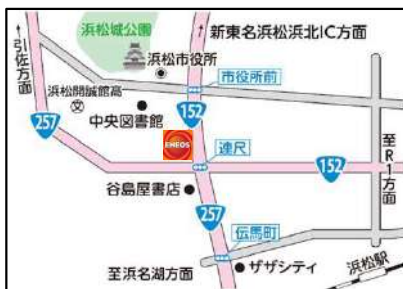 浜松城公園
新東名浜松浜北IC方面
引佐方面
浜松市役所
市役所前
浜松開誠館高
文
中央図書館
152
257
ENEOS
連尺
152
至R1方面
谷島屋書店
257
伝馬町
至浜名湖方面
ザザシティ
浜松駅